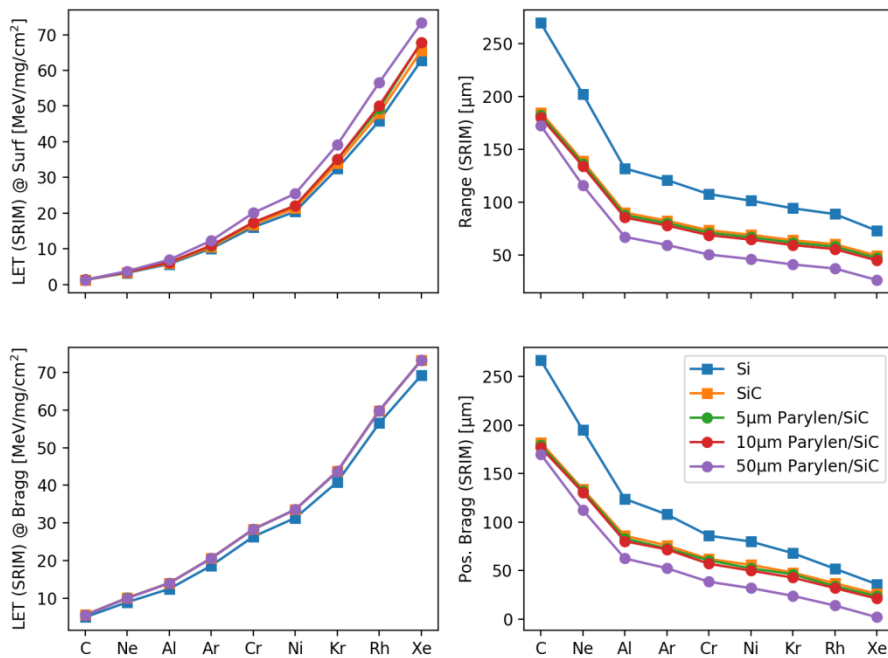 LET (SRIM) @ Surf [MeV/mg/cm²]
70
60
50
40
30
20
10
0
Range (SRIM) [µm]
250
200
150
100
50
LET (SRIM) @ Bragg [MeV/mg/cm²]
70
60
50
40
30
20
10
C Ne Al Ar Cr Ni Kr Rh Xe
Pos. Bragg (SRIM) [µm]
250
200
150
100
50
0
Si
SiC
5µm Parylen/SiC
10µm Parylen/SiC
50µm Parylen/SiC
C Ne Al Ar Cr Ni Kr Rh Xe